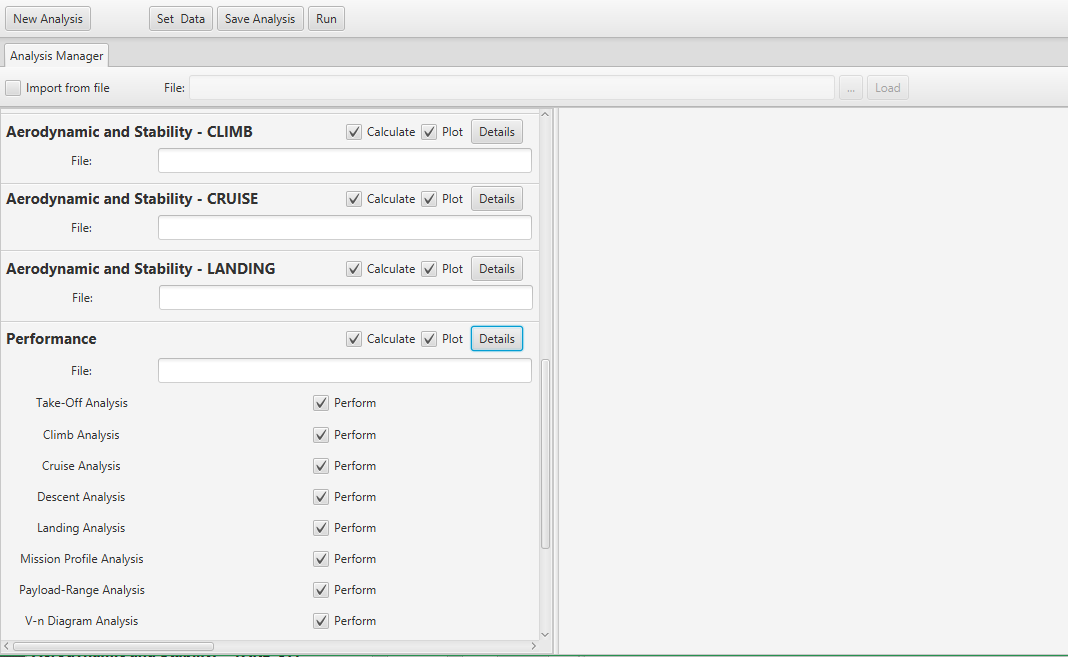 New Analysis Set Data Save Analysis Run
Analysis Manager
Import from file File: ... Load
Aerodynamic and Stability - CLIMB Calculate Plot Details
File:
Aerodynamic and Stability - CRUISE Calculate Plot Details
File:
Aerodynamic and Stability - LANDING Calculate Plot Details
File:
Performance Calculate Plot Details
File:
Take-Off Analysis Perform
Climb Analysis Perform
Cruise Analysis Perform
Descent Analysis Perform
Landing Analysis Perform
Mission Profile Analysis Perform
Payload-Range Analysis Perform
V-n Diagram Analysis Perform